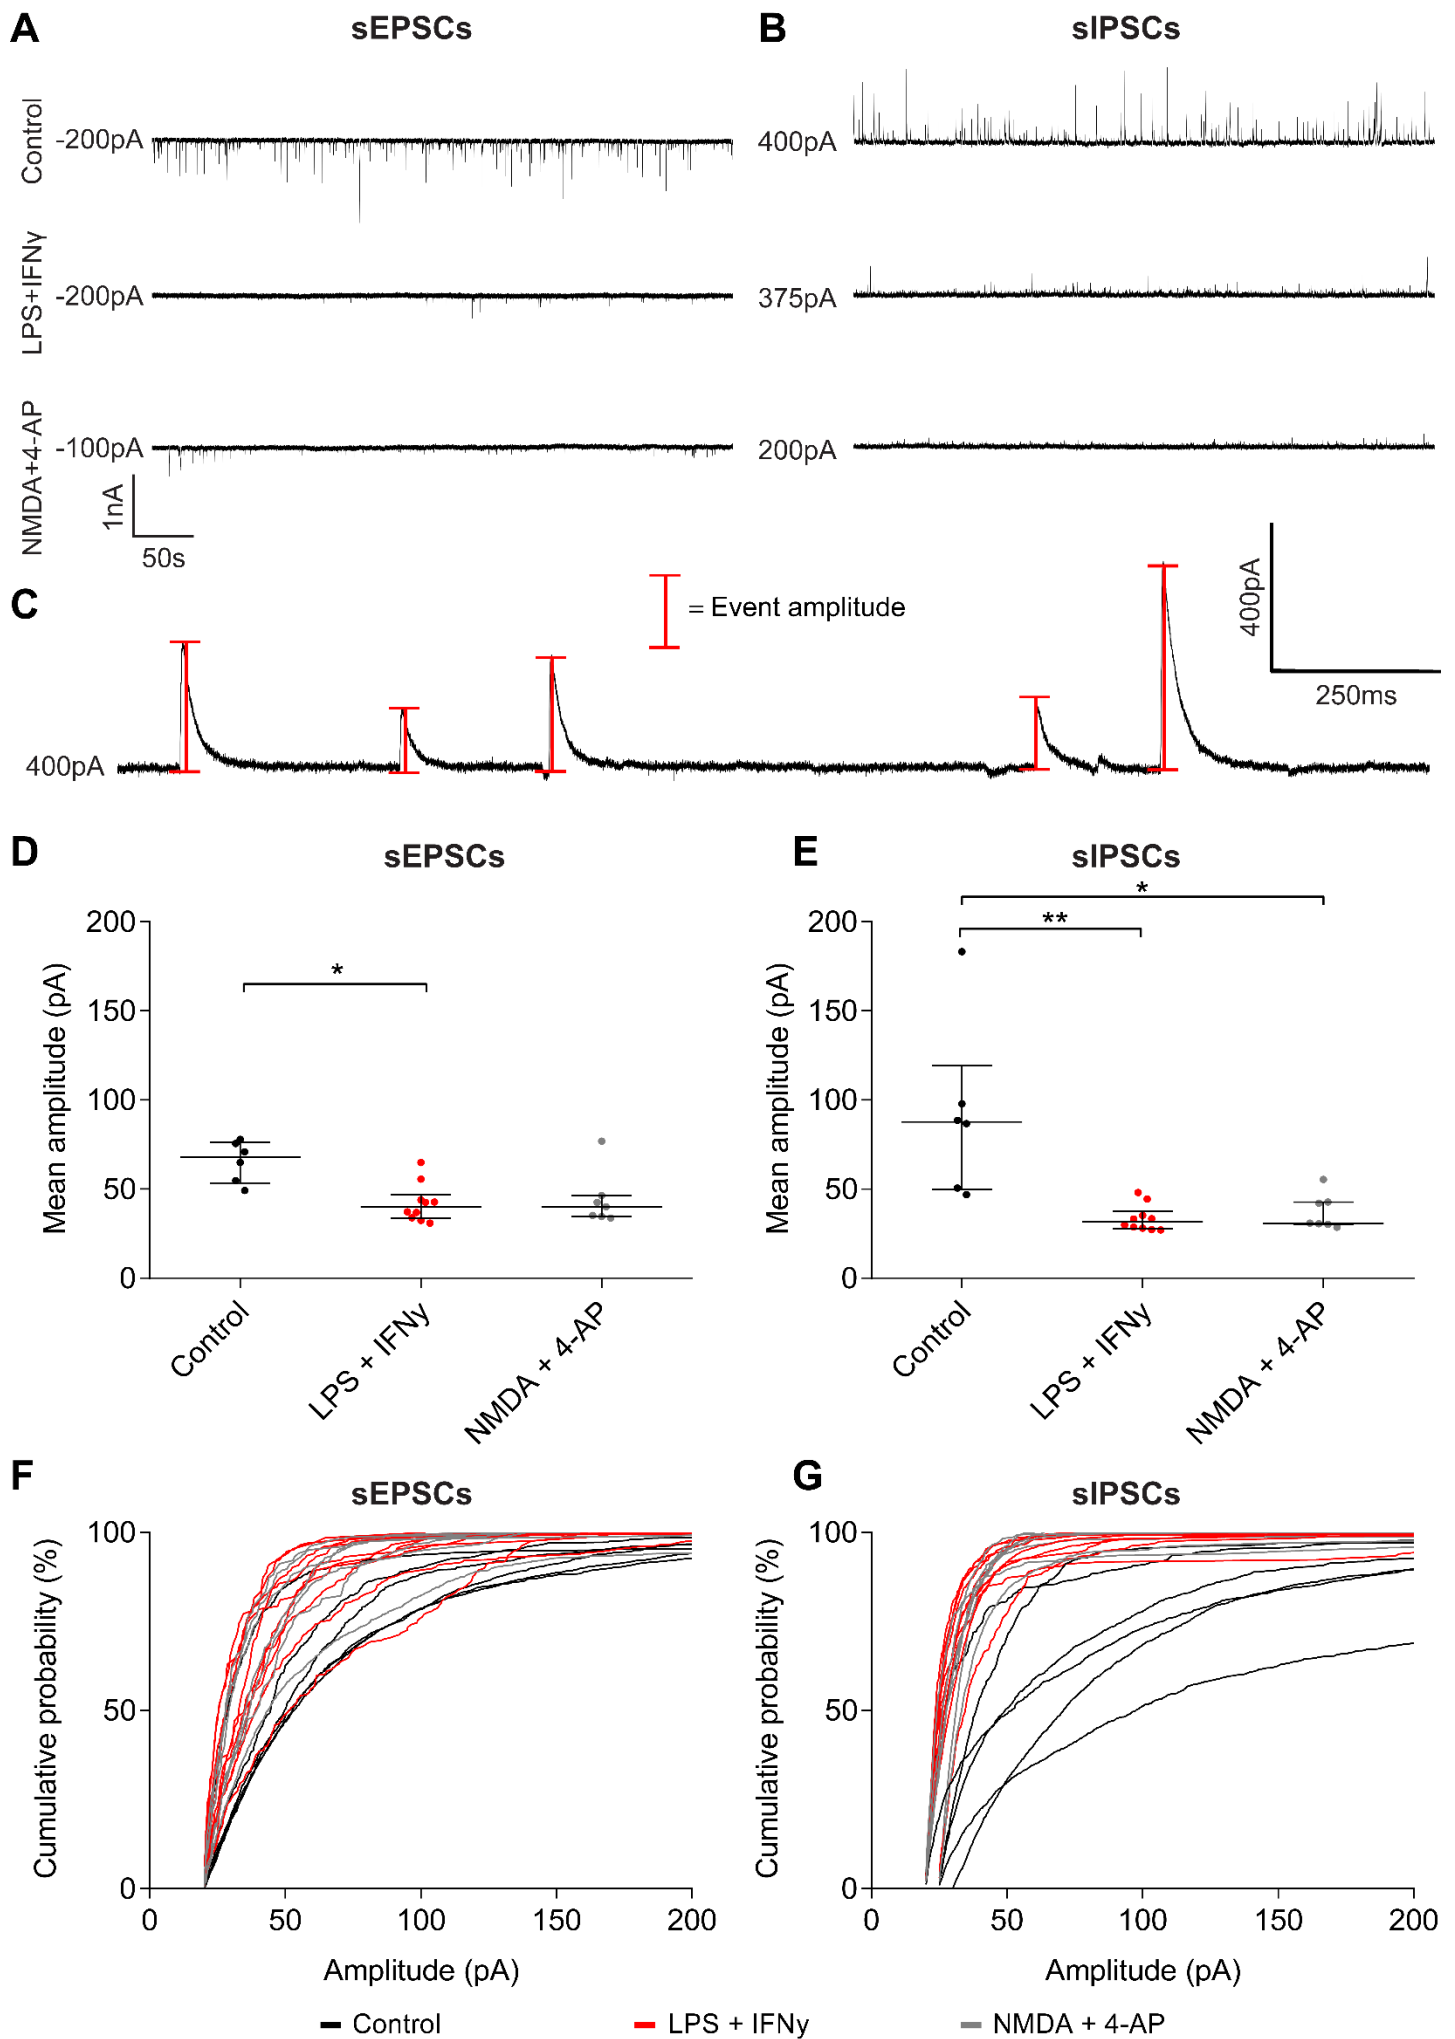 A
sEPSCs
B
sIPSCs
Control
-200pA
400pA
LPS+IFNγ
-200pA
375pA
NMDA+4-AP
-100pA
200pA
1nA
50s
C
= Event amplitude
400pA
250ms
400pA
D
sEPSCs
E
sIPSCs
Mean amplitude (pA)
200
150
100
50
0
*
Control
LPS + IFNy
NMDA + 4-AP
Mean amplitude (pA)
200
150
100
50
0
*
**
Control
LPS + IFNy
NMDA + 4-AP
F
sEPSCs
G
sIPSCs
Cumulative probability (%)
100
50
0
0 50 100 150 200
Amplitude (pA)
Cumulative probability (%)
100
50
0
0 50 100 150 200
Amplitude (pA)
Control LPS + IFNy NMDA + 4-AP